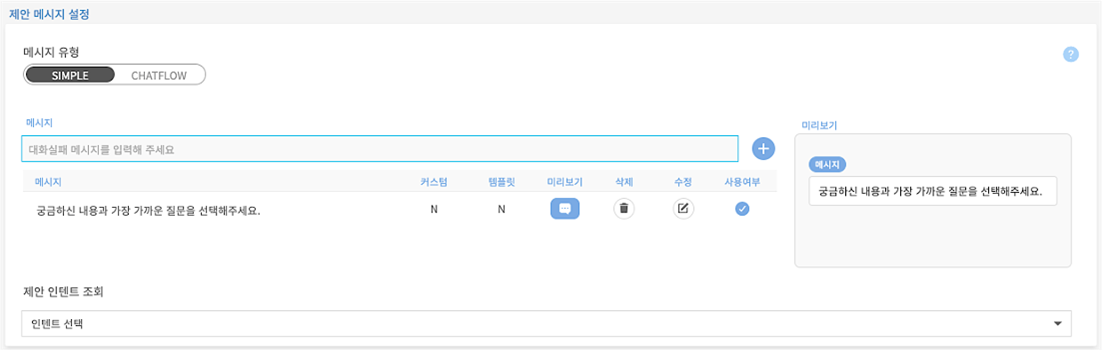 제안 메시지 설정
메시지 유형
?
SIMPLE CHATFLOW
메시지
대화실패 메시지를 입력해 주세요
메시지 커스텀 템플릿 미리보기 삭제 수정 사용여부
궁금하신 내용과 가장 가까운 질문을 선택해주세요. N N
미리보기
메시지
궁금하신 내용과 가장 가까운 질문을 선택해주세요.
제안 인텐트 조회
인텐트 선택